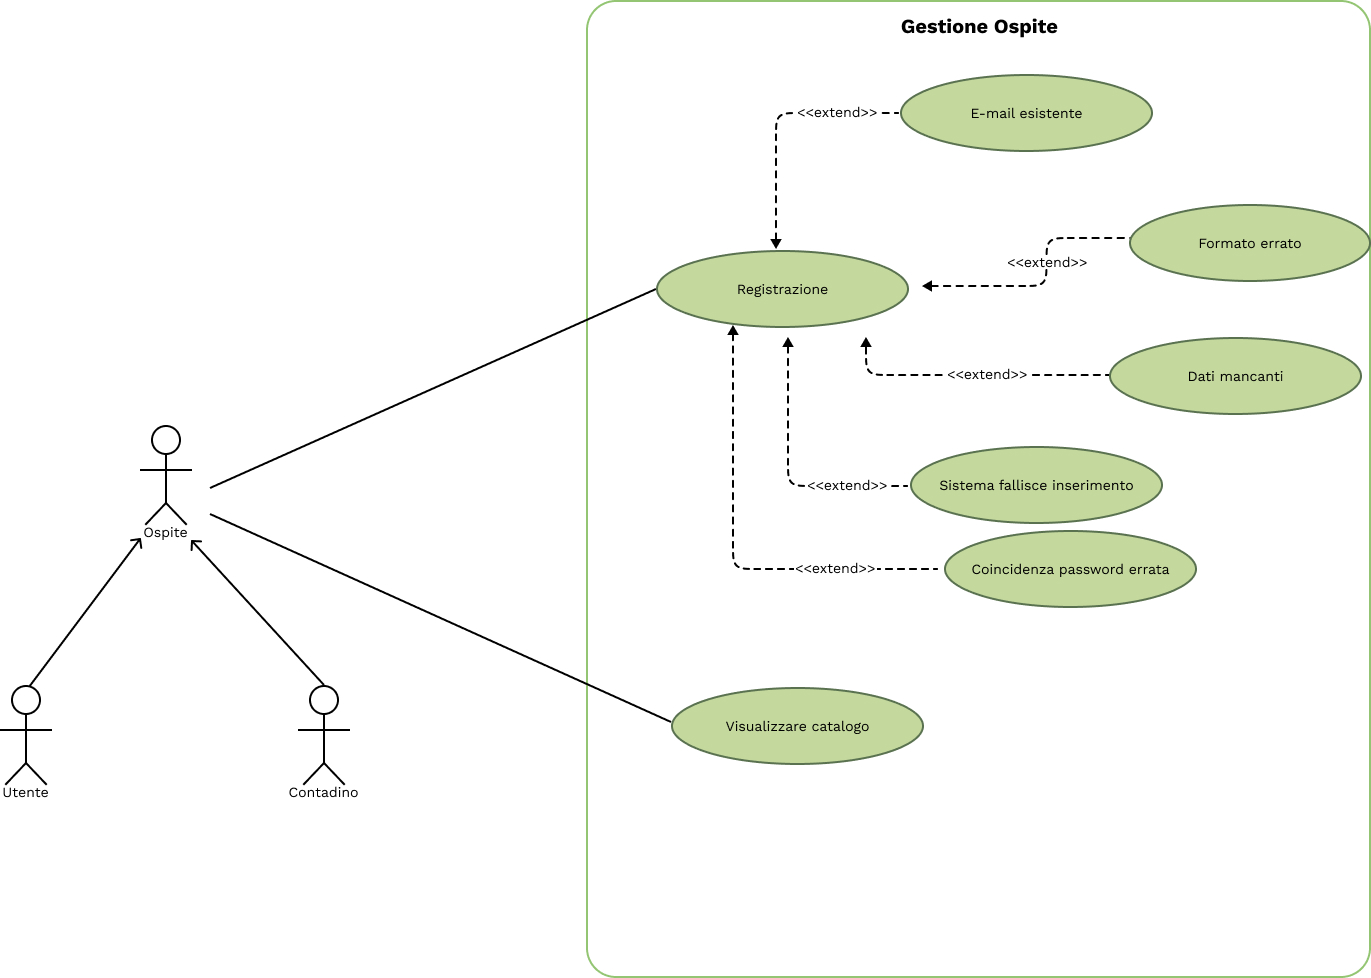 Gestione Ospite
<<extend>>
E-mail esistente
Formato errato
<<extend>>
Registrazione
<<extend>>
Dati mancanti
<<extend>>
Sistema fallisce inserimento
Ospite
<<extend>>
Coincidenza password errata
Visualizzare catalogo
Utente
Contadino